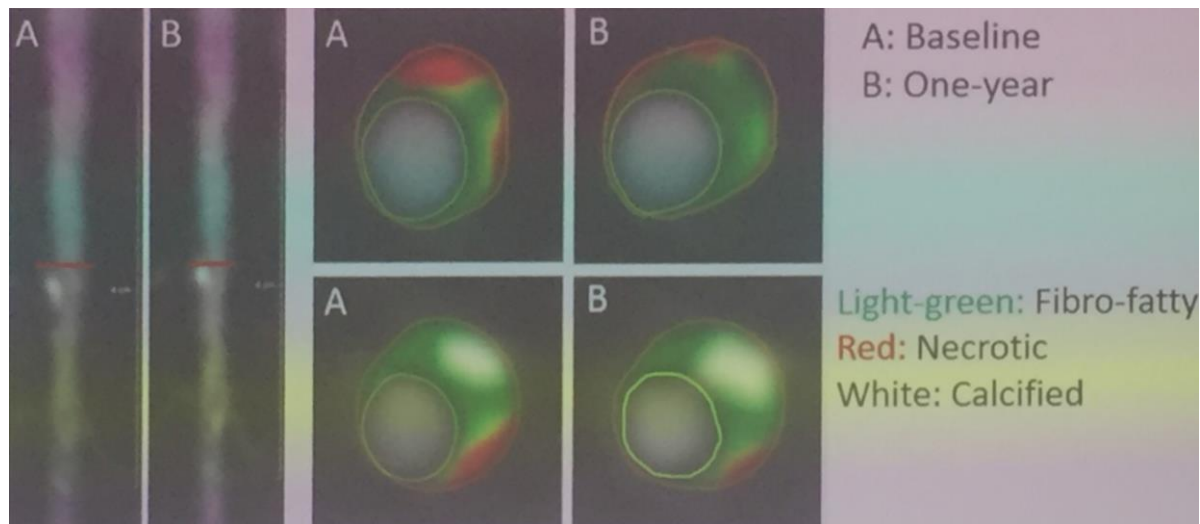 A
B
A
B
A: Baseline
B: One-year
A
B
Light-green: Fibro-fatty
Red: Necrotic
White: Calcified